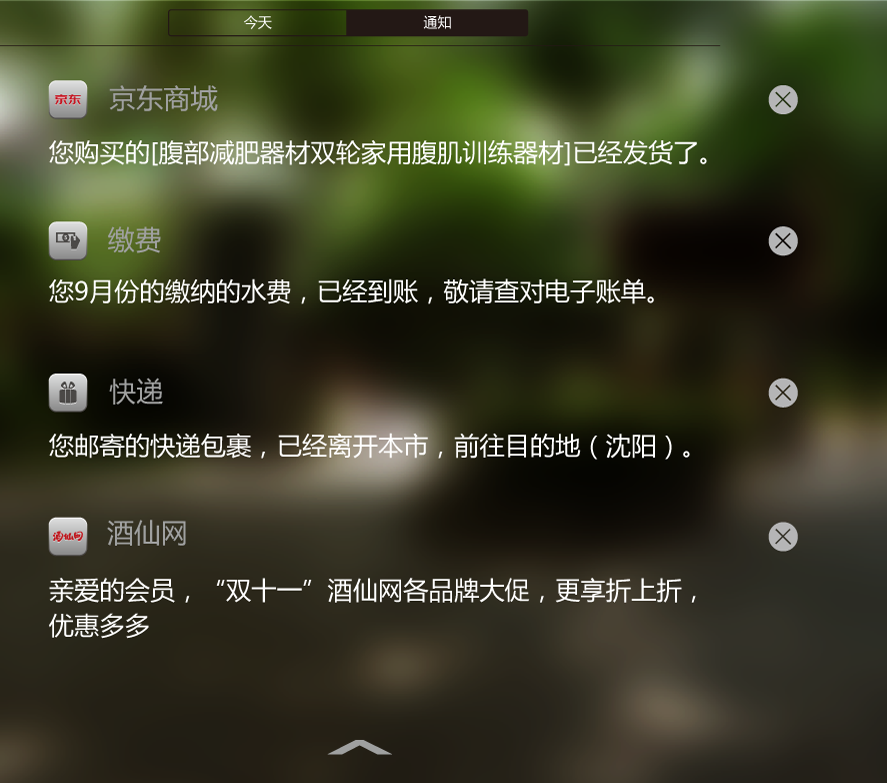 今天 通知
京东 京东商城
您购买的[腹部减肥器材双轮家用腹肌训练器材]已经发货了。
缴费
您9月份的缴纳的水费，已经到账，敬请查对电子账单。
快递
您邮寄的快递包裹，已经离开本市，前往目的地（沈阳）。
酒仙网 酒仙网
亲爱的会员，“双十一”酒仙网各品牌大促，更享折上折，
优惠多多